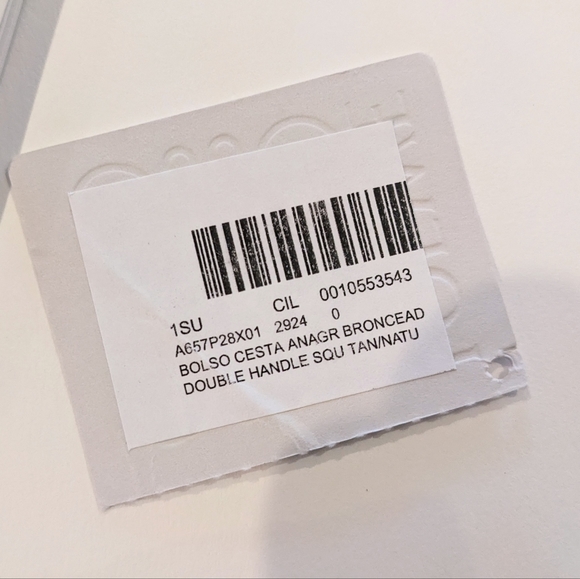 1SU CIL 0010553543
A657P28X01 2924 0
BOLSO CESTA ANAGR BRONCEAD
DOUBLE HANDLE SQU TAN/NATU